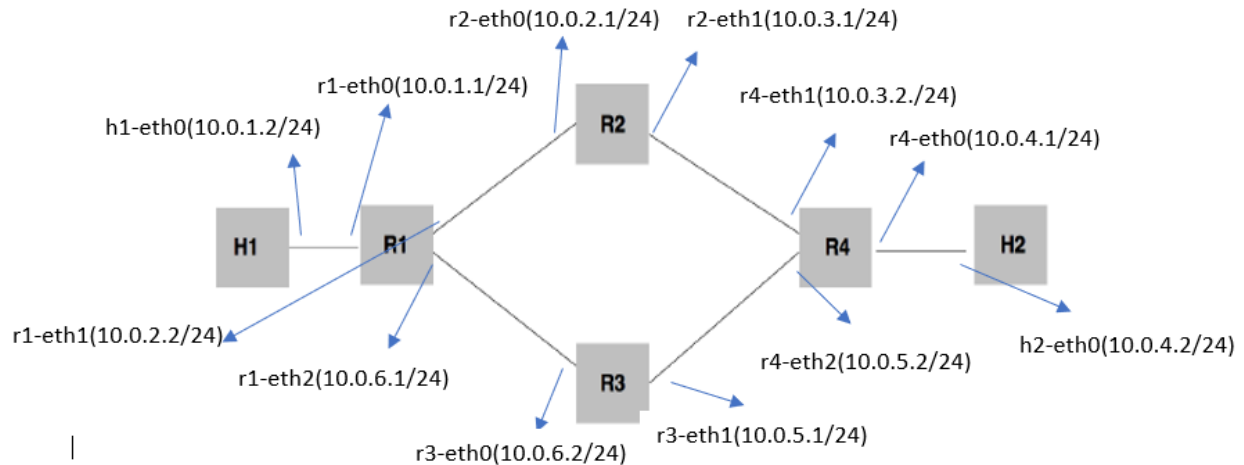 r2-eth0(10.0.2.1/24)
r2-eth1(10.0.3.1/24)
r1-eth0(10.0.1.1/24)
r4-eth1(10.0.3.2./24)
h1-eth0(10.0.1.2/24)
R2
r4-eth0(10.0.4.1/24)
H1
R1
R4
H2
r1-eth1(10.0.2.2/24)
h2-eth0(10.0.4.2/24)
r4-eth2(10.0.5.2/24)
r1-eth2(10.0.6.1/24)
R3
r3-eth1(10.0.5.1/24)
r3-eth0(10.0.6.2/24)